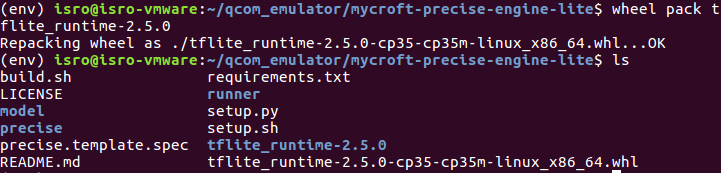 (env) isro@isro-vmware:~/qcom_emulator/mycroft-precise-engine-lite$ wheel pack t
flite_runtime-2.5.0
Repacking wheel as ./tflite_runtime-2.5.0-cp35-cp35m-linux_x86_64.whl...OK
(env) isro@isro-vmware:~/qcom_emulator/mycroft-precise-engine-lite$ ls
build.sh requirements.txt
LICENSE runner
model setup.py
precise setup.sh
precise.template.spec tflite_runtime-2.5.0
README.md tflite_runtime-2.5.0-cp35-cp35m-linux_x86_64.whl